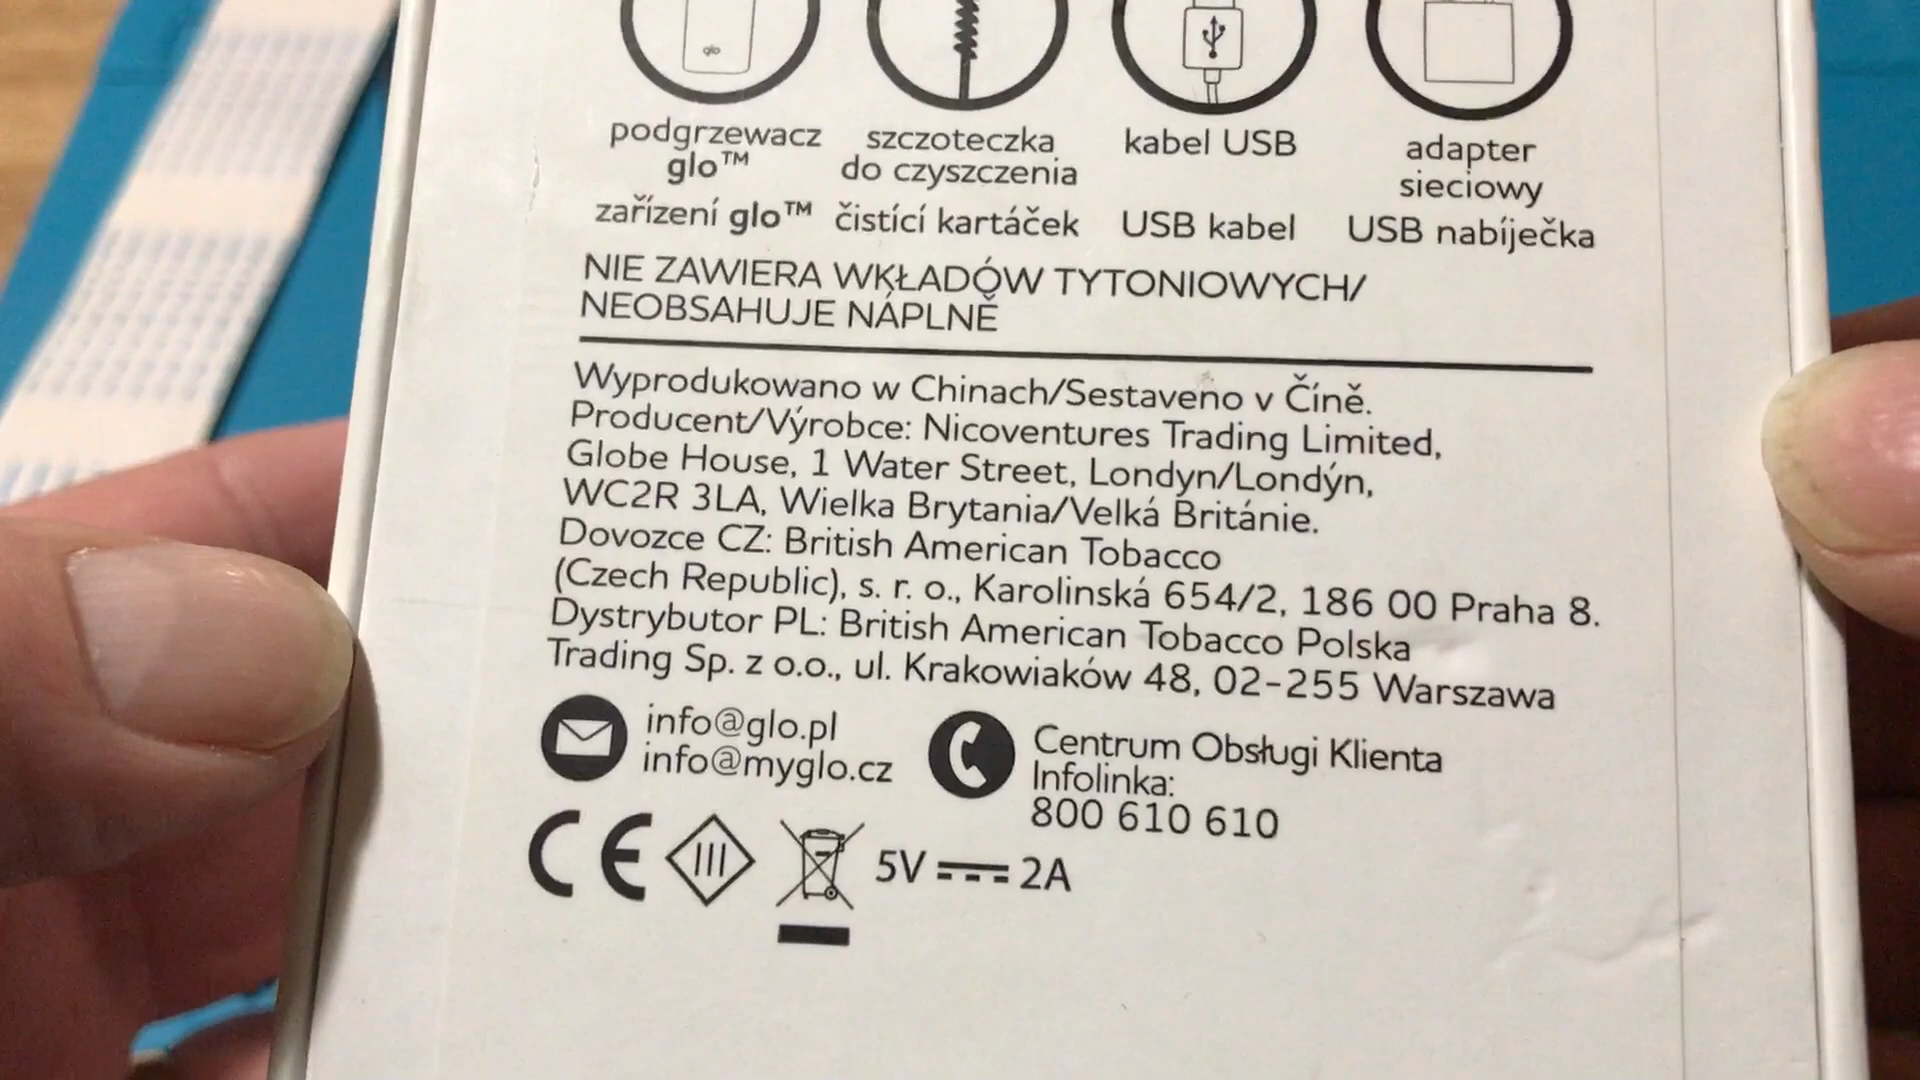 glo
podgrzewacz
glo™
szczoteczka
do czyszczenia
kabel USB
adapter
sieciowy
zařízení glo™
čistící kartáček
USB kabel
USB nabíječka
NIE ZAWIERA WKŁADÓW TYTONIOWYCH/
NEOBSAHUJE NÁPLNĚ
Wyprodukowano w Chinach/Sestaveno v Číně.
Producent/Výrobce: Nicoventures Trading Limited,
Globe House, 1 Water Street, Londyn/Londýn,
WC2R 3LA, Wielka Brytania/Velká Británie.
Dovozce CZ: British American Tobacco
(Czech Republic), s. r. o., Karolinská 654/2, 186 00 Praha 8.
Dystrybutor PL: British American Tobacco Polska
Trading Sp. z o.o., ul. Krakowiaków 48, 02-255 Warszawa
info@glo.pl
info@myglo.cz
Centrum Obsługi Klienta
Infolinka:
800 610 610
CE III 5V 2A